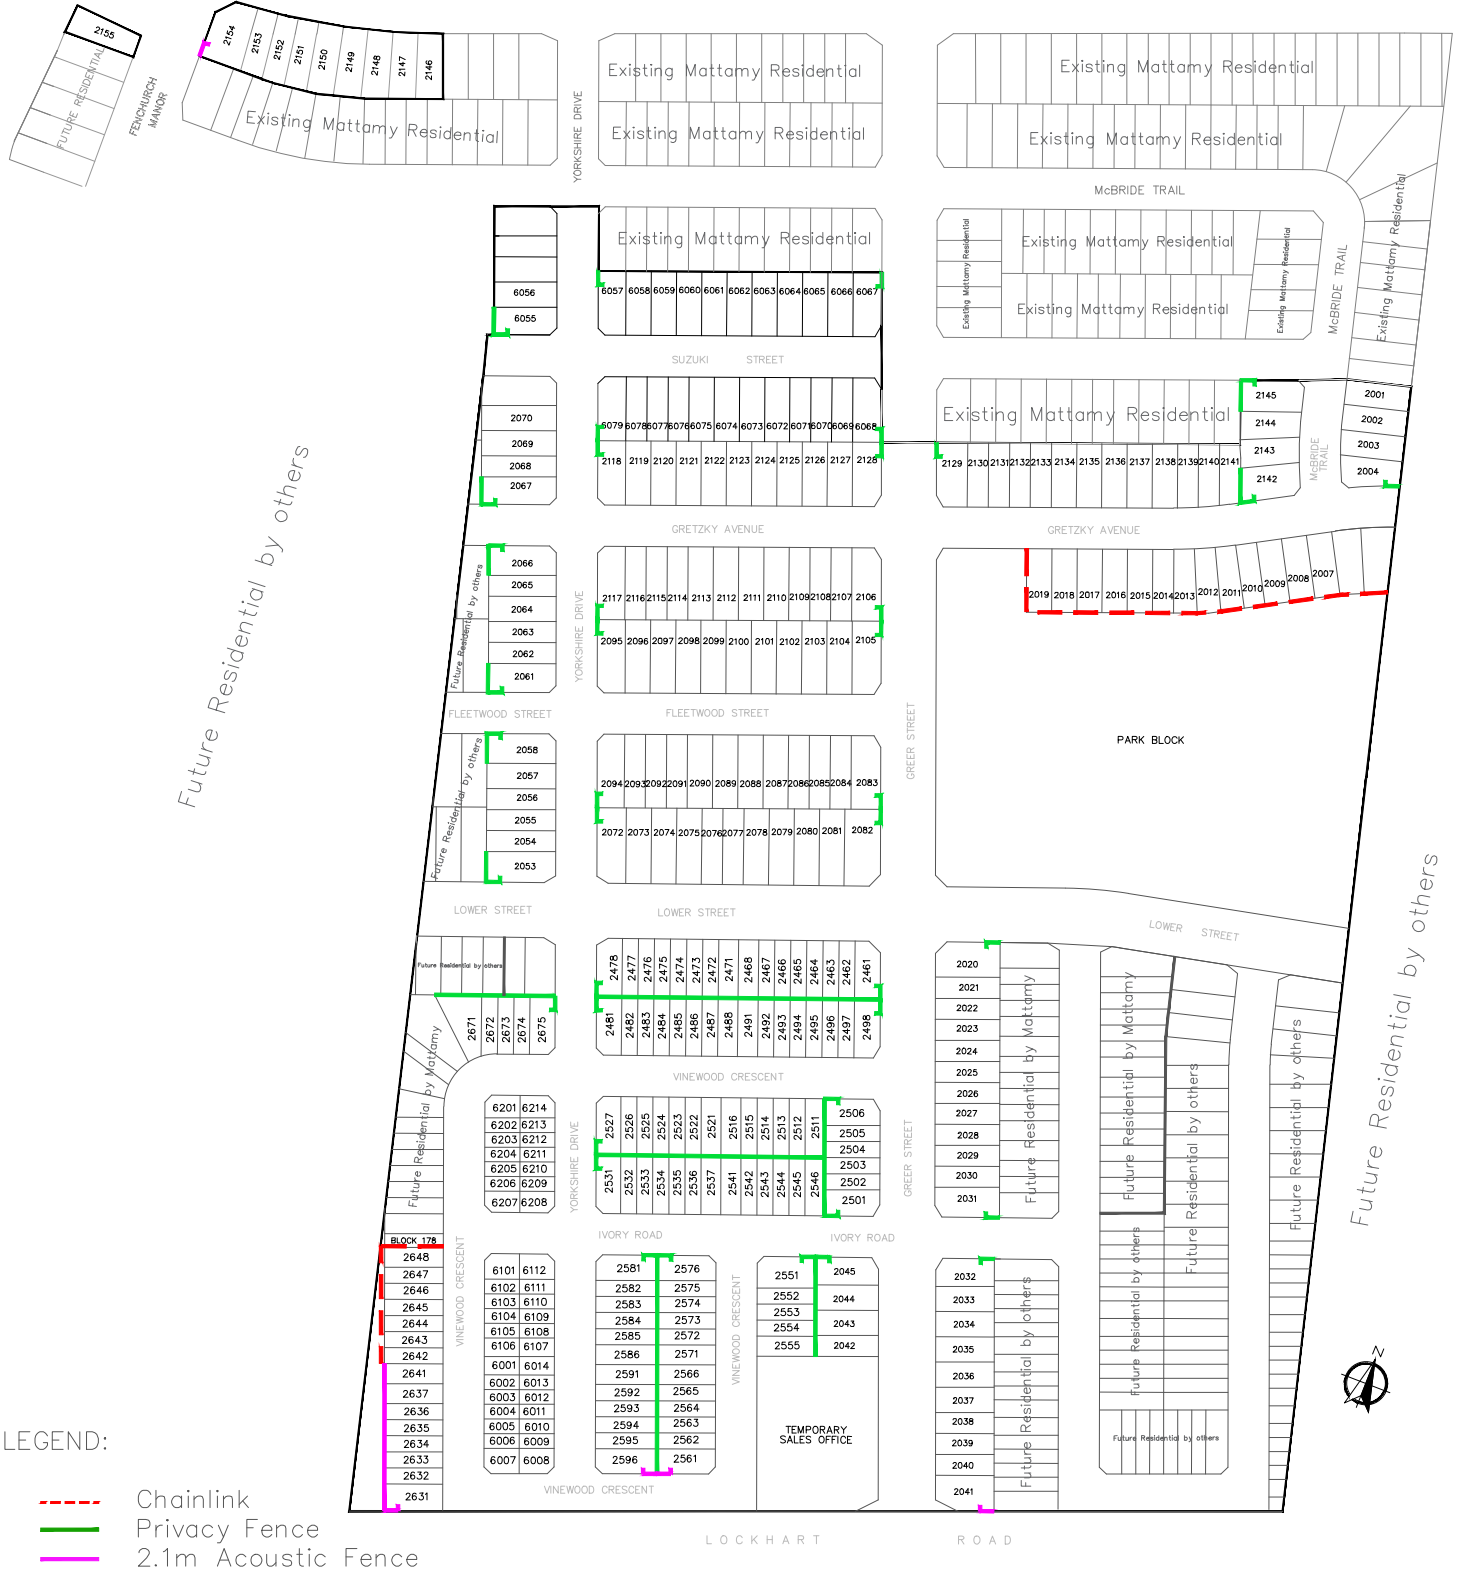 2155
FUTURE RESIDENTIAL
FENCHURCH
MANOR
2154
2153
2152
2151
2150
2149
2148
2147
2146
Existing Mattamy Residential
YORKSHIRE DRIVE
Existing Mattamy Residential
Existing Mattamy Residential
Existing Mattamy Residential
Existing Mattamy Residential
McBRIDE TRAIL
Existing Mattamy Residential
Existing Mattamy Residential
Existing Mattamy Residential
Existing Mattamy Residential
Existing Mattamy Residential
Existing Mattamy Residential
Existing Mattamy Residential
McBRIDE TRAIL
6056
6055
6057 6058 6059 6060 6061 6062 6063 6064 6065 6066 6067
SUZUKI STREET
2070
2069
2068
2067
6079 6078 6077 6076 6075 6074 6073 6072 6071 6070 6069 6068
2118 2119 2120 2121 2122 2123 2124 2125 2126 2127 2128
Existing Mattamy Residential
2129 2130 2131 2132 2133 2134 2135 2136 2137 2138 2139 2140 2141
2145
2144
2143
2142
McBRIDE
TRAIL
2001
2002
2003
2004
GRETZKY AVENUE
GRETZKY AVENUE
Future Residential by others
Future Residential by others
Future Residential by others
2066
2065
2064
2063
2062
2061
YORKSHIRE DRIVE
2117 2116 2115 2114 2113 2112 2111 2110 2109 2108 2107 2106
2095 2096 2097 2098 2099 2100 2101 2102 2103 2104 2105
2019 2018 2017 2016 2015 2014 2013 2012 2011 2010 2009 2008 2007
FLEETWOOD STREET
FLEETWOOD STREET
GREER STREET
PARK BLOCK
Future Residential by others
Future Residential by others
2058
2057
2056
2055
2054
2053
2094 2093 2092 2091 2090 2089 2088 2087 2086 2085 2084 2083
2072 2073 2074 2075 2076 2077 2078 2079 2080 2081 2082
LOWER STREET
LOWER STREET
LOWER STREET
Future Residential by others
Future Residential by others
2671 2672 2673 2674 2675
2478 2477 2476 2475 2474 2473 2472 2471 2468 2467 2466 2465 2464 2463 2462 2461
2481 2482 2483 2484 2485 2486 2487 2488 2491 2492 2493 2494 2495 2496 2497 2498
VINEWOOD CRESCENT
Future Residential by Mattamy
6201 6214
6202 6213
6203 6212
6204 6211
6205 6210
6206 6209
6207 6208
YORKSHIRE DRIVE
2527 2526 2525 2524 2523 2522 2521 2516 2515 2514 2513 2512 2511
2531 2532 2533 2534 2535 2536 2537 2541 2542 2543 2544 2545 2546
2506
2505
2504
2503
2502
2501
GREER STREET
2020
2021
2022
2023
2024
2025
2026
2027
2028
2029
2030
2031
Future Residential by Mattamy
Future Residential by Mattamy
Future Residential by others
Future Residential by others
IVORY ROAD
IVORY ROAD
BLOCK 178
2648
2647
2646
2645
2644
2643
2642
2641
2637
2636
2635
2634
2633
2632
2631
VINEWOOD CRESCENT
6101 6112
6102 6111
6103 6110
6104 6109
6105 6108
6106 6107
6001 6014
6002 6013
6003 6012
6004 6011
6005 6010
6006 6009
6007 6008
2581 2576
2582 2575
2583 2574
2584 2573
2585 2572
2586 2571
2591 2566
2592 2565
2593 2564
2594 2563
2595 2562
2596 2561
VINEWOOD CRESCENT
VINEWOOD CRESCENT
2551 2045
2552 2044
2553
2554 2043
2555 2042
TEMPORARY
SALES OFFICE
2032
2033
2034
2035
2036
2037
2038
2039
2040
2041
Future Residential by others
Future Residential by others
Future Residential by others
N
LOCKHART ROAD
LEGEND:
Chainlink
Privacy Fence
2.1m Acoustic Fence